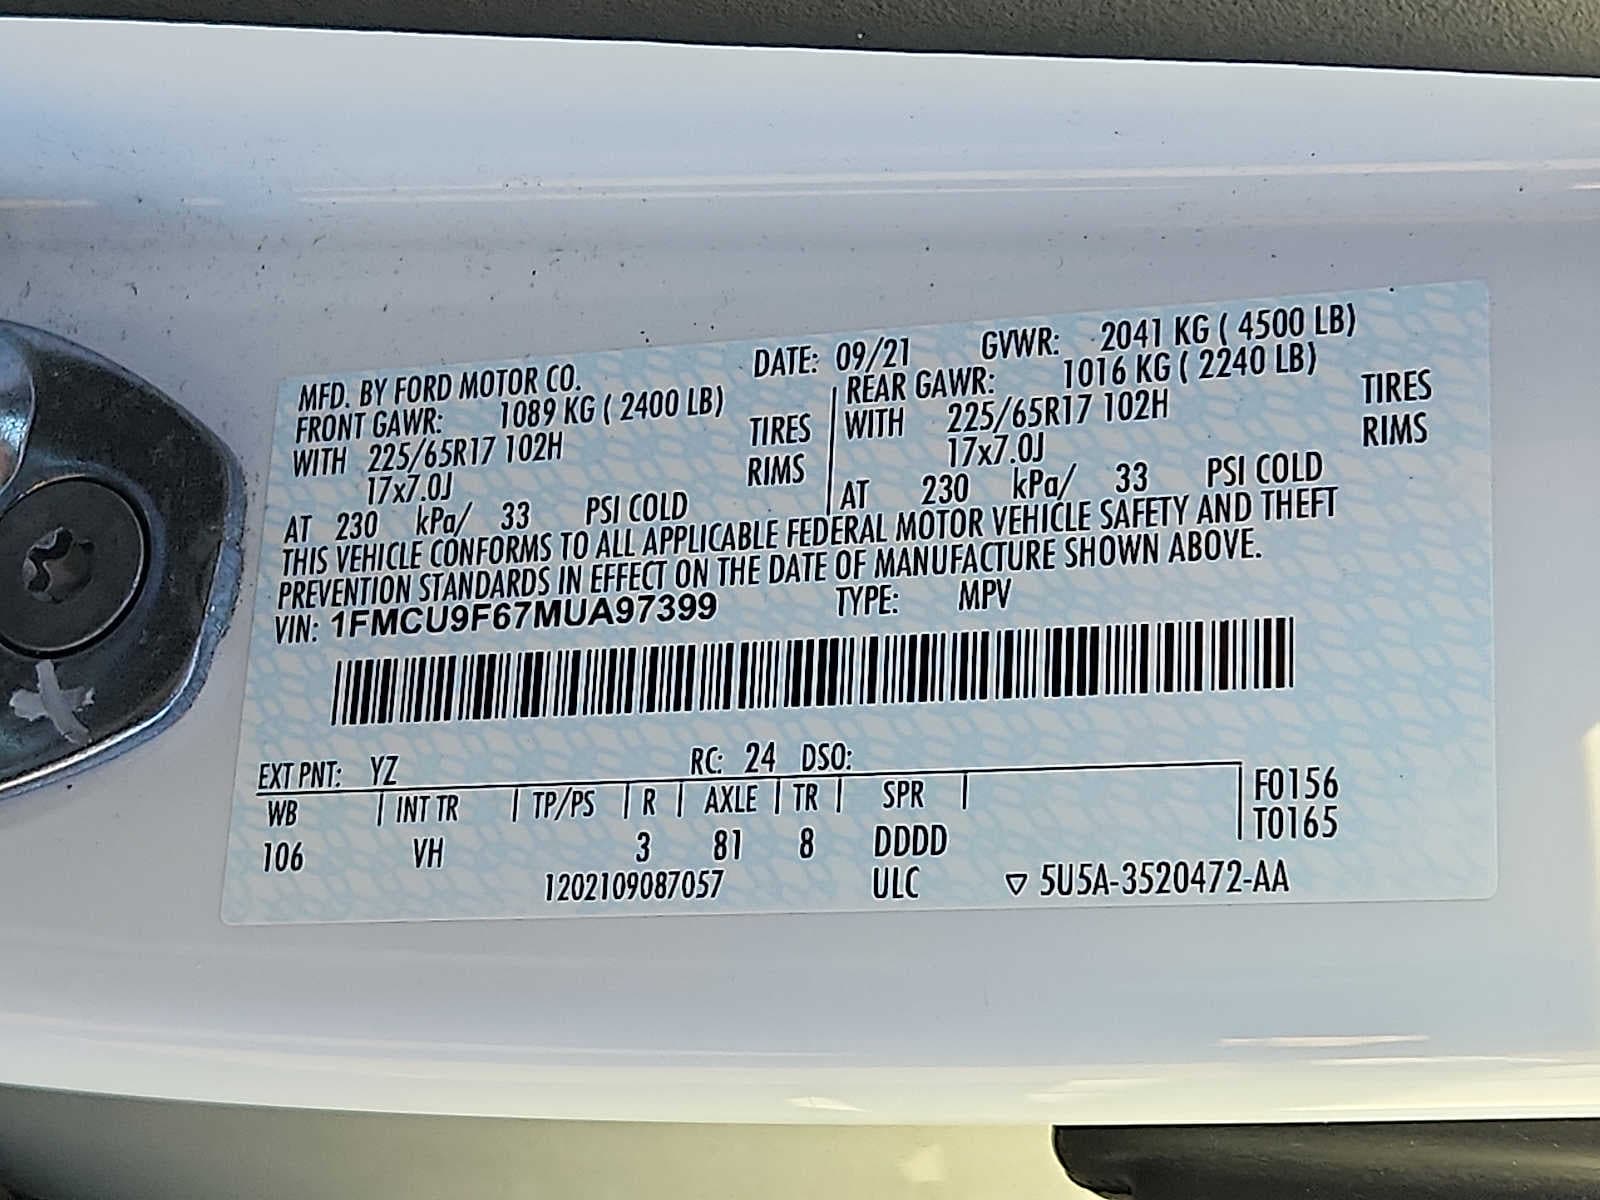 MFD. BY FORD MOTOR CO. DATE: 09/21 GVWR: 2041 KG ( 4500 LB)
FRONT GAWR: 1089 KG ( 2400 LB) REAR GAWR: 1016 KG ( 2240 LB)
WITH 225/65R17 102H TIRES WITH 225/65R17 102H TIRES
17x7.0J RIMS 17x7.0J RIMS
AT 230 kPa/ 33 PSI COLD AT 230 kPa/ 33 PSI COLD
THIS VEHICLE CONFORMS TO ALL APPLICABLE FEDERAL MOTOR VEHICLE SAFETY AND THEFT
PREVENTION STANDARDS IN EFFECT ON THE DATE OF MANUFACTURE SHOWN ABOVE.
VIN: 1FMCU9F67MUA97399 TYPE: MPV
EXT PNT: YZ RC: 24 DSO:
WB | INT TR | TP/PS | R | AXLE | TR | SPR | F0156
106 VH 3 81 8 DDDD T0165
1202109087057 ULC ▽ 5U5A-3520472-AA